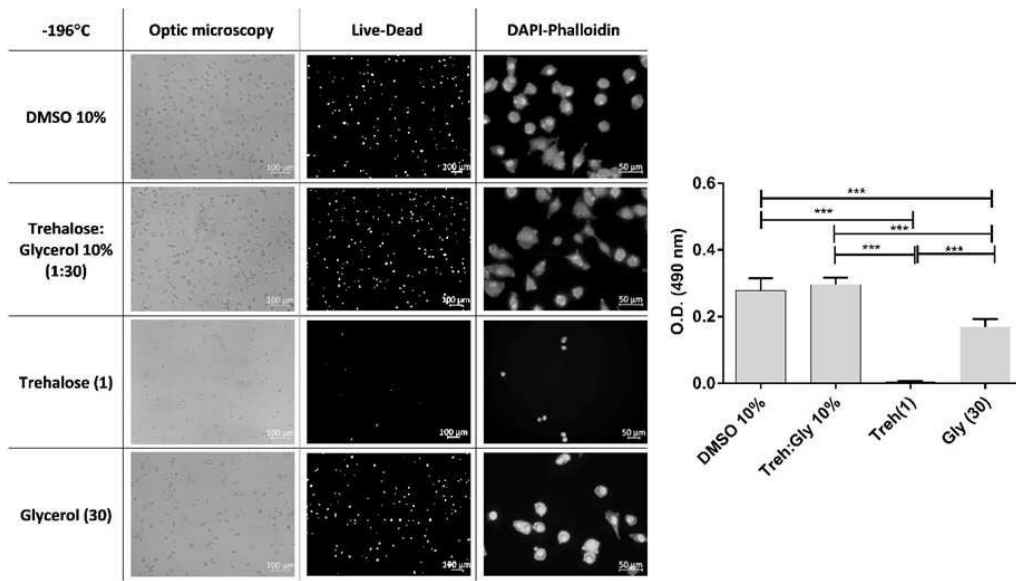 -196°C Optic microscopy Live-Dead DAPI-Phalloidin
DMSO 10%
100 µm 100 µm 50 µm
Trehalose:
Glycerol 10%
(1:30)
100 µm 100 µm 50 µm
Trehalose (1)
100 µm 100 µm 50 µm
Glycerol (30)
100 µm 100 µm 50 µm
O.D. (490 nm)
0.6
0.4
0.2
0.0
***
***
***
*** ***
DMSO 10% Treh:Gly 10% Treh(1) Gly (30)